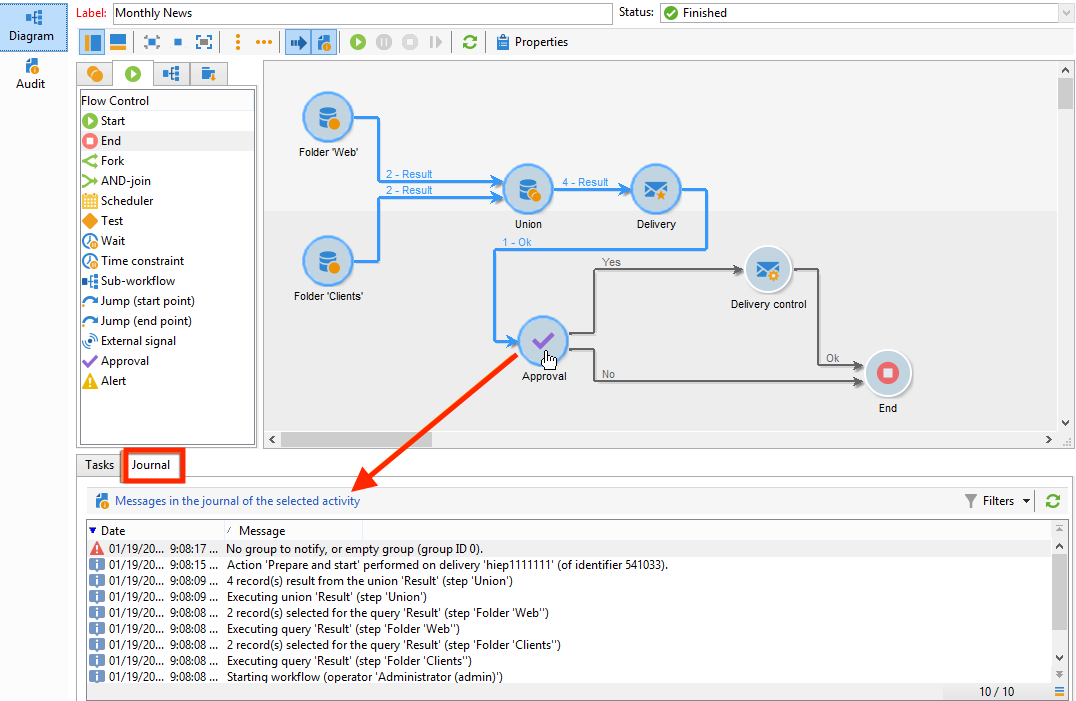 Label: Monthly News Status: Finished
Diagram
Audit
Properties
Flow Control
Start
End
Fork
AND-join
Scheduler
Test
Wait
Time constraint
Sub-workflow
Jump (start point)
Jump (end point)
External signal
Approval
Alert
Folder 'Web'
2 - Result
2 - Result
Union
4 - Result
Delivery
1 - Ok
Folder 'Clients'
Yes
Delivery control
Approval
No
Ok
End
Tasks Journal
Messages in the journal of the selected activity
Filters
Date Message
01/19/20... 9:08:17 ... No group to notify, or empty group (group ID 0).
01/19/20... 9:08:15 ... Action 'Prepare and start' performed on delivery 'hiep1111111' (of identifier 541033).
01/19/20... 9:08:09 ... 4 record(s) result from the union 'Result' (step 'Union')
01/19/20... 9:08:09 ... Executing union 'Result' (step 'Union')
01/19/20... 9:08:08 ... 2 record(s) selected for the query 'Result' (step 'Folder 'Web'')
01/19/20... 9:08:08 ... Executing query 'Result' (step 'Folder 'Web'')
01/19/20... 9:08:08 ... 2 record(s) selected for the query 'Result' (step 'Folder 'Clients'')
01/19/20... 9:08:08 ... Executing query 'Result' (step 'Folder 'Clients'')
01/19/20... 9:08:08 ... Starting workflow (operator 'Administrator (admin)')
10 / 10